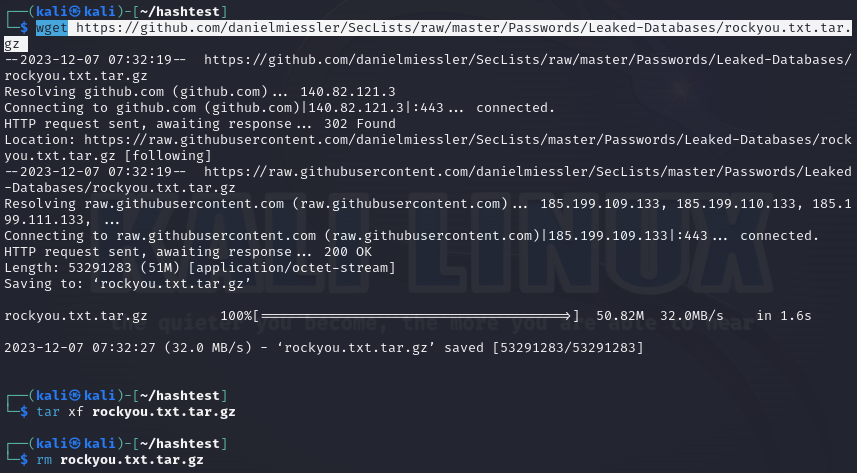 ┌──(kali㉿kali)-[~/hashtest]
└─$ wget https://github.com/danielmiessler/SecLists/raw/master/Passwords/Leaked-Databases/rockyou.txt.tar.
gz
--2023-12-07 07:32:19--  https://github.com/danielmiessler/SecLists/raw/master/Passwords/Leaked-Databases/
rockyou.txt.tar.gz
Resolving github.com (github.com)... 140.82.121.3
Connecting to github.com (github.com)|140.82.121.3|:443... connected.
HTTP request sent, awaiting response... 302 Found
Location: https://raw.githubusercontent.com/danielmiessler/SecLists/master/Passwords/Leaked-Databases/rock
you.txt.tar.gz [following]
--2023-12-07 07:32:19--  https://raw.githubusercontent.com/danielmiessler/SecLists/master/Passwords/Leaked
-Databases/rockyou.txt.tar.gz
Resolving raw.githubusercontent.com (raw.githubusercontent.com)... 185.199.109.133, 185.199.110.133, 185.1
99.111.133, ...
Connecting to raw.githubusercontent.com (raw.githubusercontent.com)|185.199.109.133|:443... connected.
HTTP request sent, awaiting response... 200 OK
Length: 53291283 (51M) [application/octet-stream]
Saving to: ‘rockyou.txt.tar.gz’
KALI LINUX
rockyou.txt.tar.gz 100%[======================================>] 50.82M 32.0MB/s in 1.6s
the quieter you become, the more you are able to hear
2023-12-07 07:32:27 (32.0 MB/s) - ‘rockyou.txt.tar.gz’ saved [53291283/53291283]
┌──(kali㉿kali)-[~/hashtest]
└─$ tar xf rockyou.txt.tar.gz
┌──(kali㉿kali)-[~/hashtest]
└─$ rm rockyou.txt.tar.gz